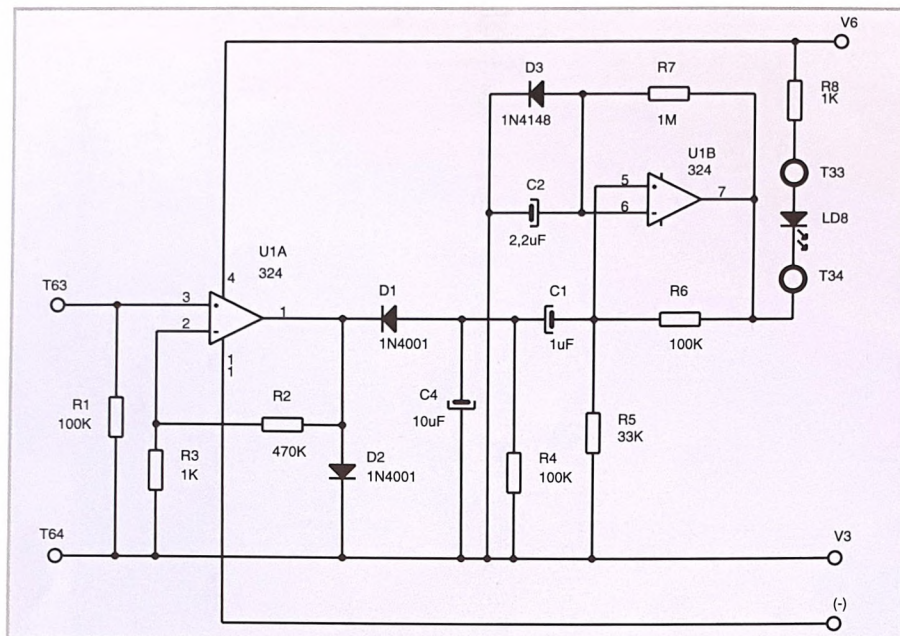 V6
D3
1N4148
R7
1M
R8
1K
U1B
324
5
6
7
T33
C2
2,2uF
LD8
U1A
324
4
T63
3
2
1
D1
1N4001
C1
1uF
R6
100K
T34
1
1
R1
100K
R2
470K
C4
10uF
R5
33K
R3
1K
D2
1N4001
R4
100K
T64
V3
(-)